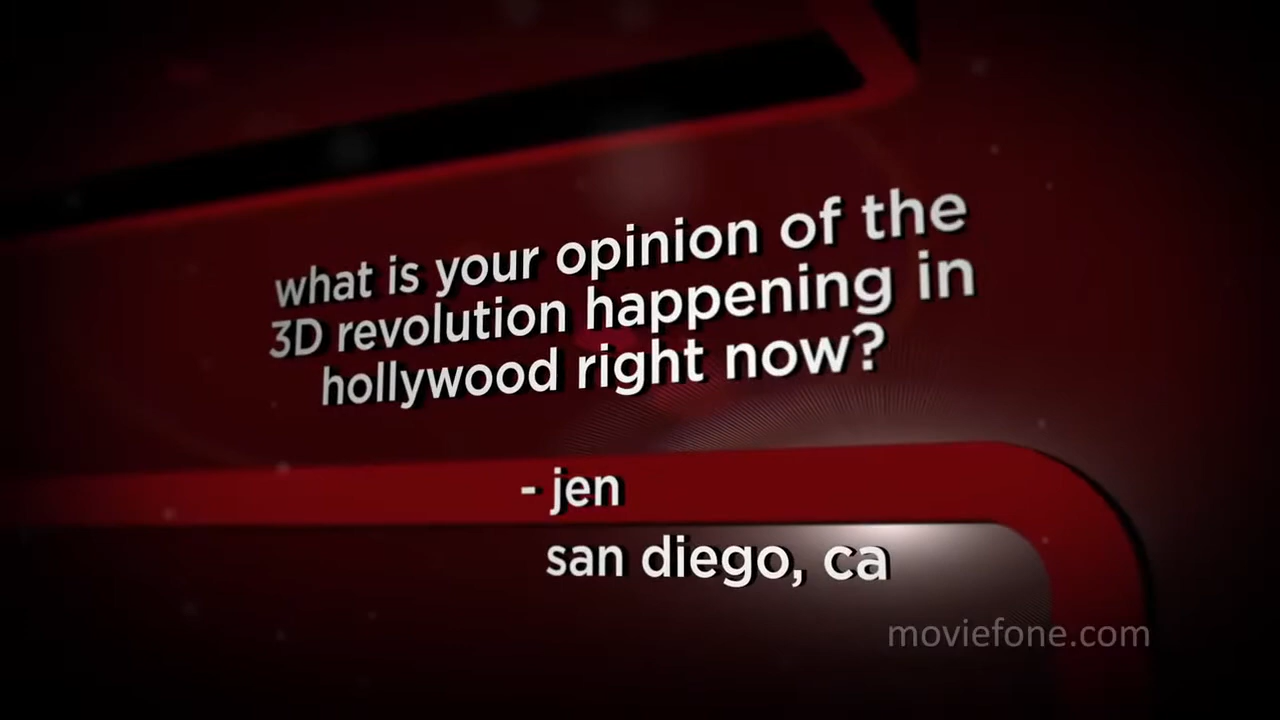 what is your opinion of the
3D revolution happening in
hollywood right now?
- jen
san diego, ca
moviefone.com